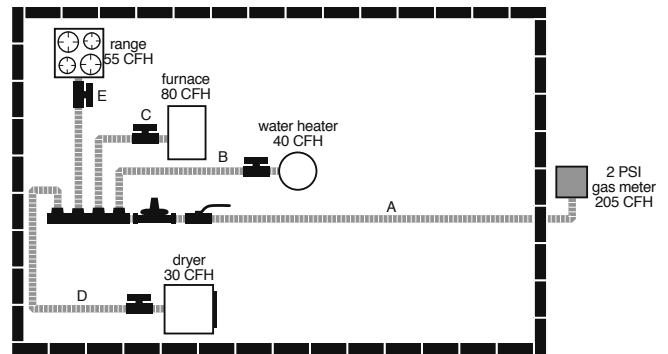 range
55 CFH
E
furnace
80 CFH
C
water heater
40 CFH
B
2 PSI
gas meter
205 CFH
A
dryer
30 CFH
D